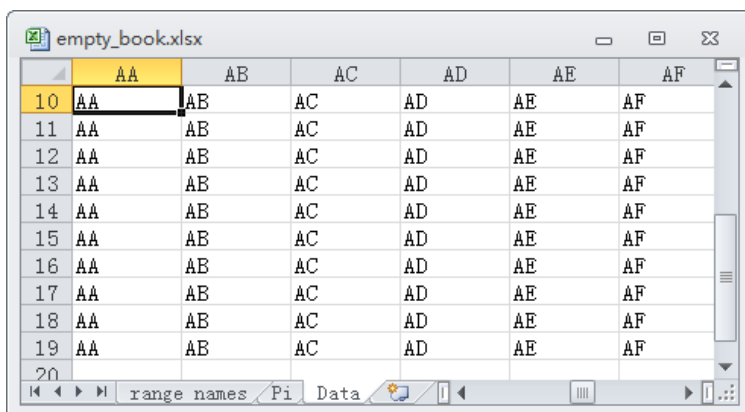 empty_book.xlsx
AA AB AC AD AE AF
10 AA AB AC AD AE AF
11 AA AB AC AD AE AF
12 AA AB AC AD AE AF
13 AA AB AC AD AE AF
14 AA AB AC AD AE AF
15 AA AB AC AD AE AF
16 AA AB AC AD AE AF
17 AA AB AC AD AE AF
18 AA AB AC AD AE AF
19 AA AB AC AD AE AF
20
range names Pi Data